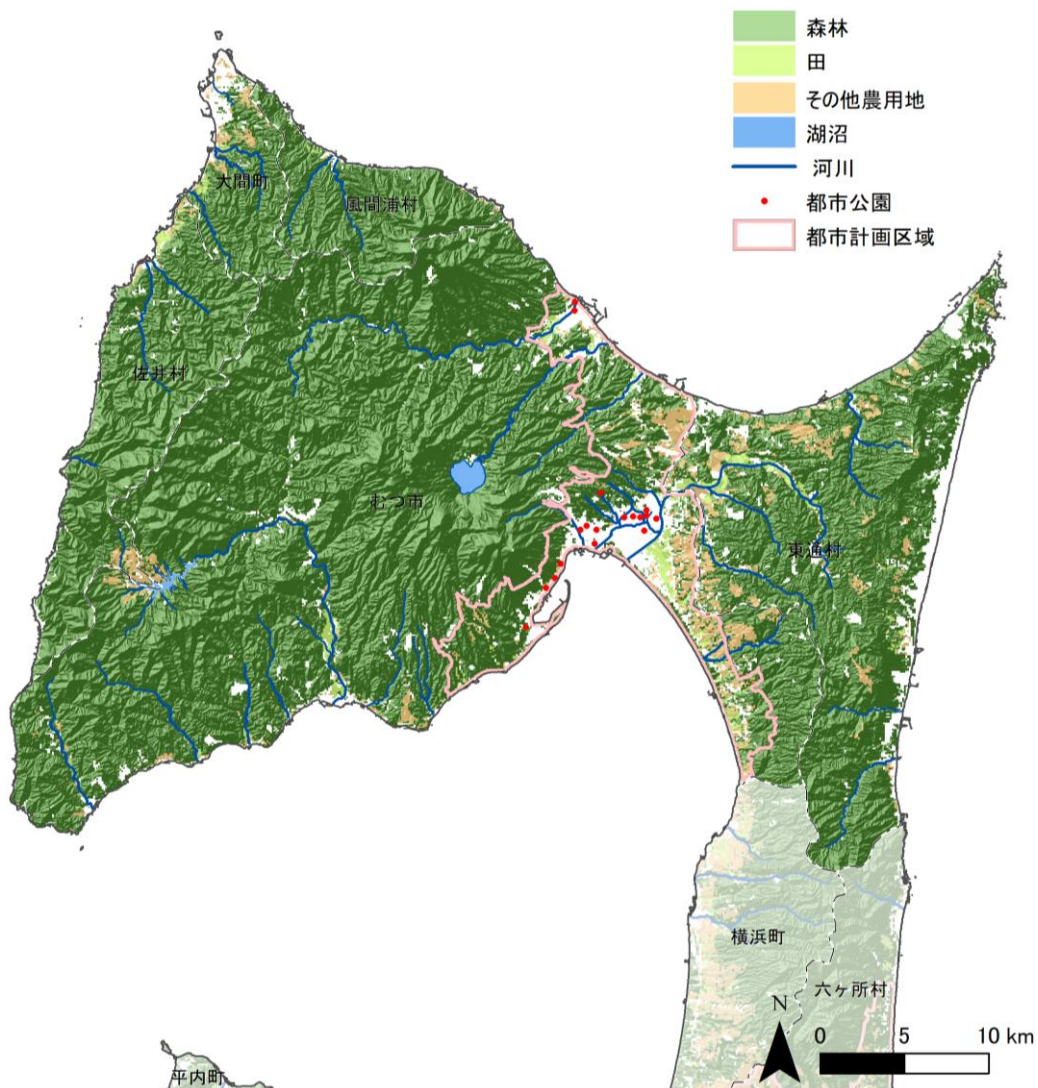 森林
田
その他農用地
湖沼
河川
都市公園
都市計画区域
大間町
風間浦村
佐井村
むつ市
東通村
横浜町
六ヶ所村
平内町
N
0 5 10 km